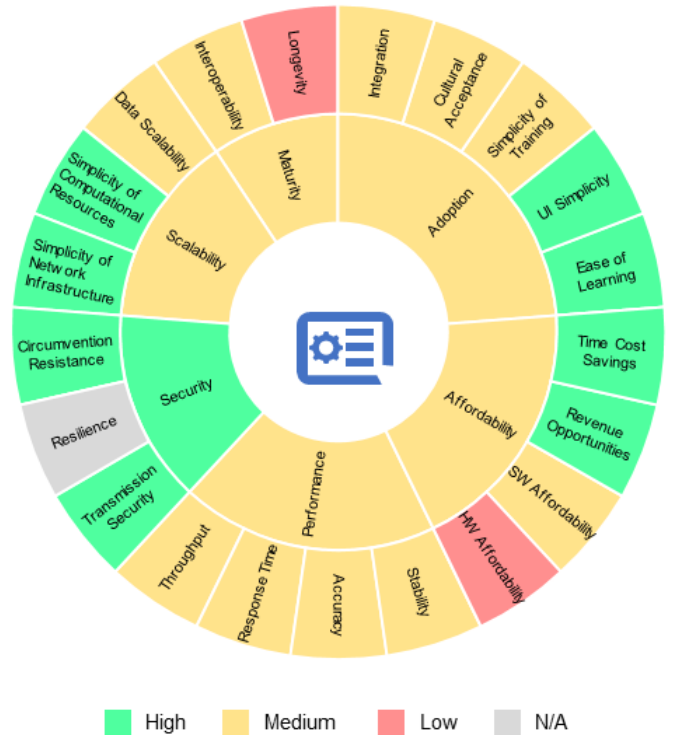 Integration
Cultural
Acceptance
Simplicity of
Training
UI Simplicity
Ease of
Learning
Time Cost
Savings
Revenue
Opportunities
SW Affordability
HW Affordability
Stability
Accuracy
Response Time
Throughput
Transmission
Security
Resilience
Circumvention
Resistance
Simplicity of
Network
Infrastructure
Simplicity of
Computational
Resources
Data Scalability
Interoperability
Longevity
Adoption
Affordability
Performance
Security
Scalability
Maturity
High
Medium
Low
N/A